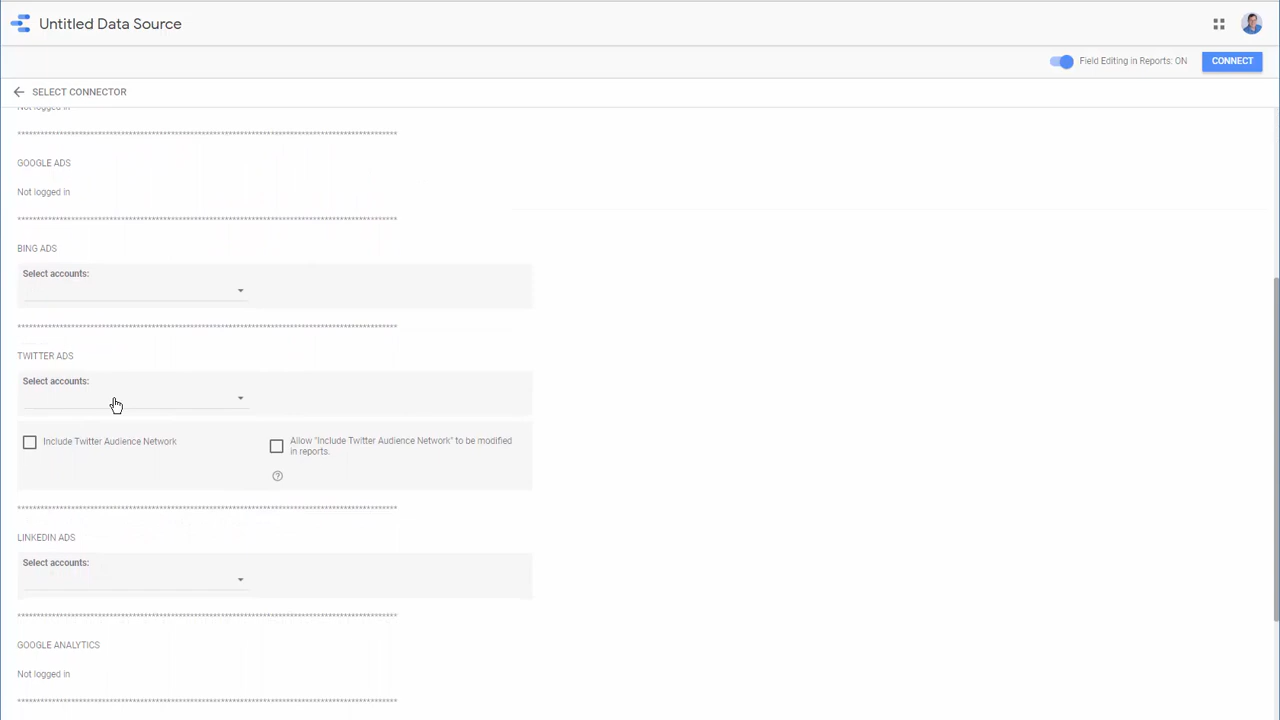 Untitled Data Source
Field Editing in Reports: ON
CONNECT
SELECT CONNECTOR
Not logged in
****************************************************************************************************
GOOGLE ADS
Not logged in
****************************************************************************************************
BING ADS
Select accounts:
****************************************************************************************************
TWITTER ADS
Select accounts:
Include Twitter Audience Network
Allow "Include Twitter Audience Network" to be modified
in reports.
****************************************************************************************************
LINKEDIN ADS
Select accounts:
****************************************************************************************************
GOOGLE ANALYTICS
Not logged in
****************************************************************************************************